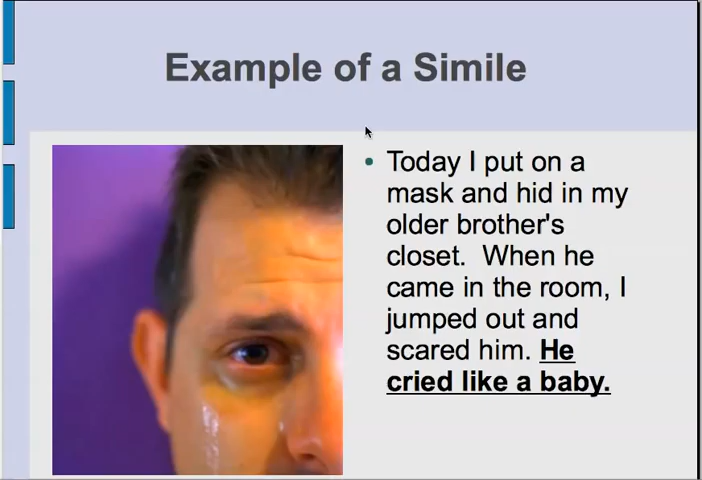 Example of a Simile
Today I put on a
mask and hid in my
older brother's
closet.  When he
came in the room, I
jumped out and
scared him. He
cried like a baby.